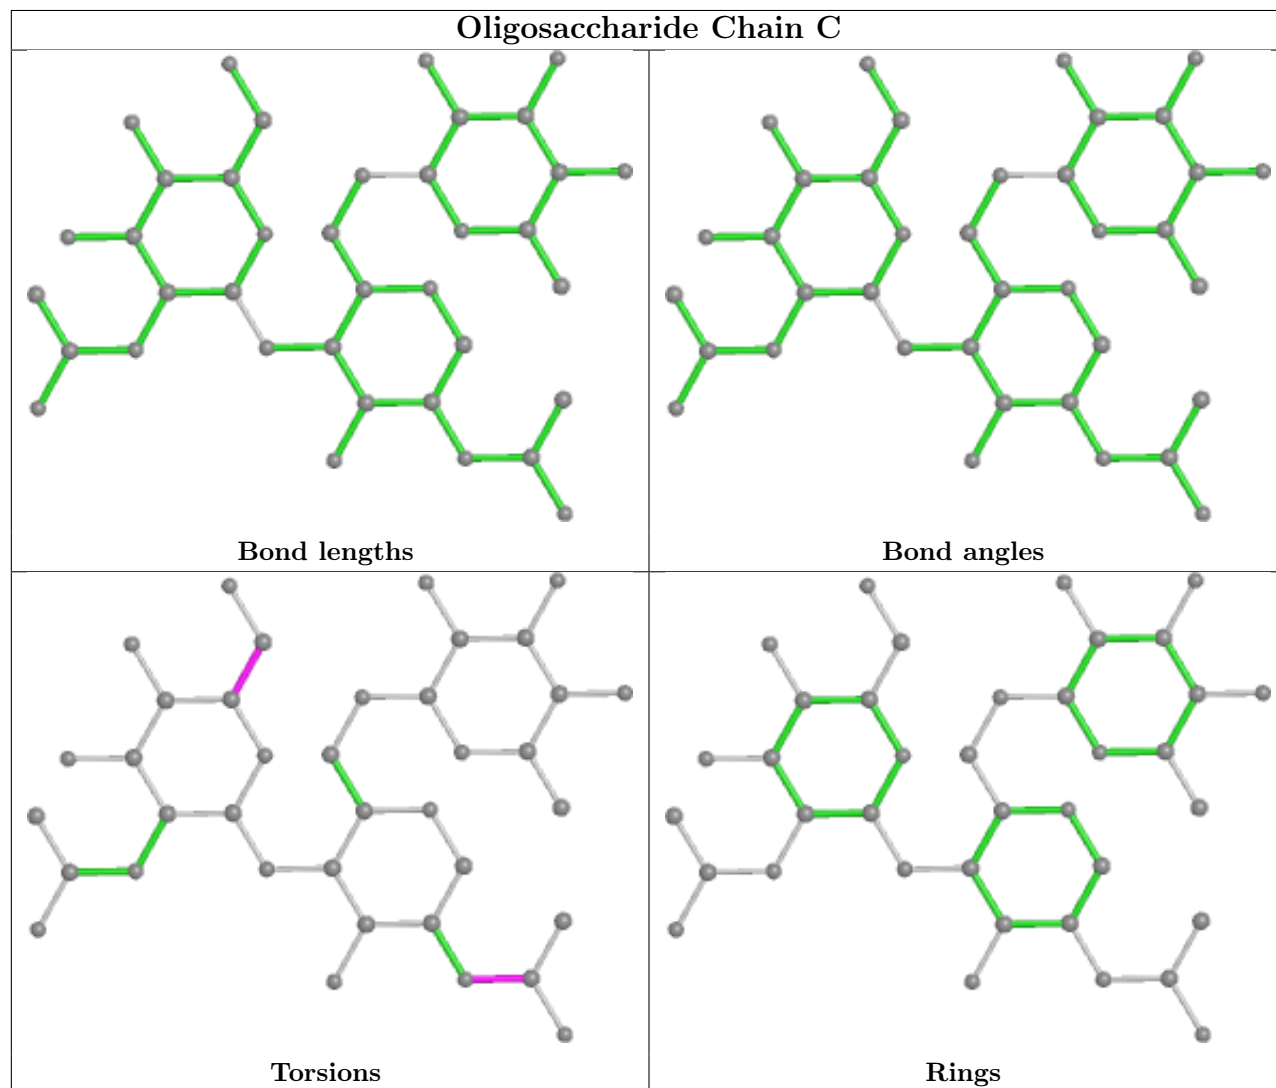 Oligosaccharide Chain C
Bond lengths
Bond angles
Torsions
Rings